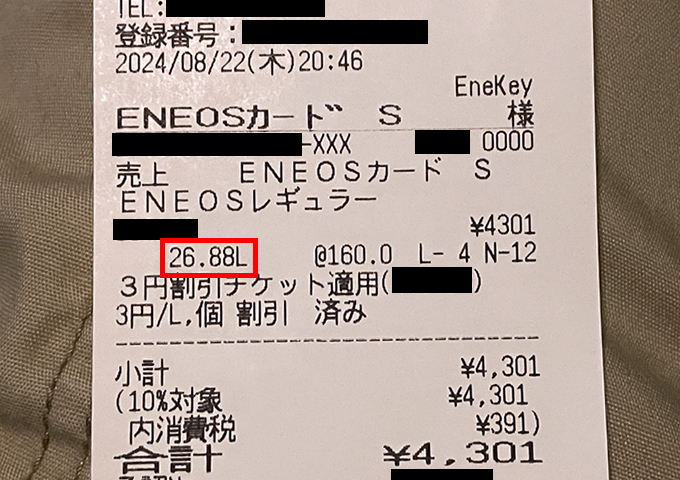 TEL:
登録番号:
2024/08/22(木)20:46
EneKey
ENEOSカード S 様
-XXX 0000
売上 ENEOSカード S
ENEOSレギュラー
¥4301
26.88L @160.0 L- 4 N-12
3円割引チケット適用( )
3円/L,個 割引 済み
小計 ¥4,301
(10%対象 ¥4,301
内消費税 ¥391)
合計 ¥4,301